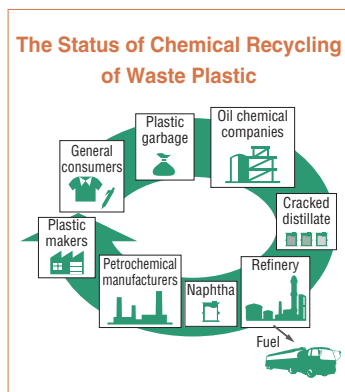 The Status of Chemical Recycling
of Waste Plastic
Plastic
garbage
Oil chemical
companies
General
consumers
Cracked
distillate
Plastic
makers
Petrochemical
manufacturers
Naphtha
Refinery
Fuel